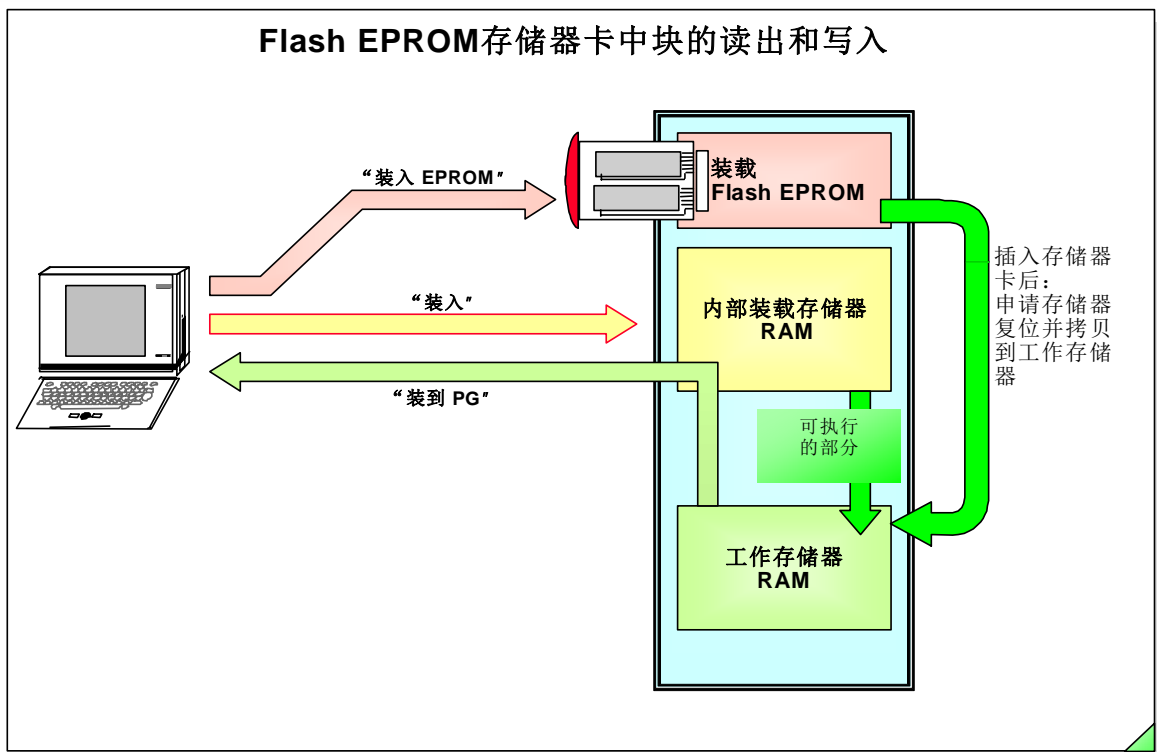 Flash EPROM存储器卡中块的读出和写入
“装入 EPROM”
装载
Flash EPROM
插入存储器
卡后：
申请存储器
复位并拷贝
到工作存储
器
“装入”
内部装载存储器
RAM
“装到 PG”
可执行
的部分
工作存储器
RAM